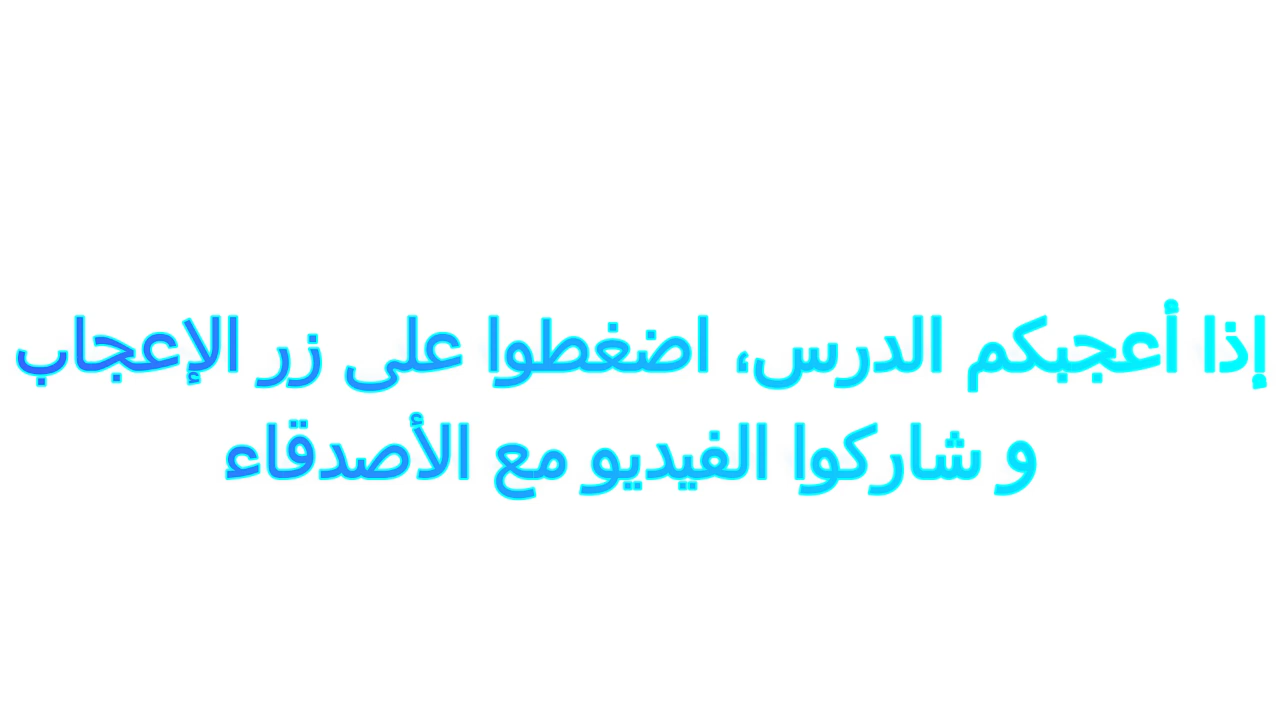 إذا أعجبكم الدرس، اضغطوا على زر الإعجاب
و شاركوا الفيديو مع الأصدقاء